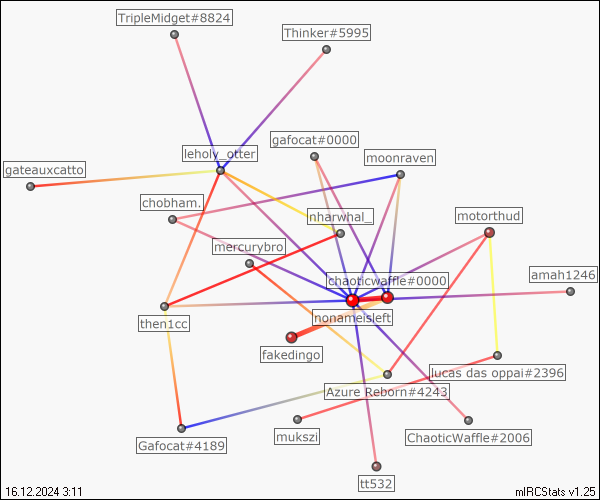 TripleMidget#8824
Thinker#5995
gafocat#0000
leholy_otter
moonraven
gateauxcatto
chobham.
nharwhal_
motorthud
mercurybro
chaoticwaffle#0000
amah1246
nonameisleft
then1cc
fakedingo
lucas das oppai#2396
Azure Reborn#4243
mukszi
ChaoticWaffle#2006
Gafocat#4189
tt532
16.12.2024 3:11
mIRCStats v1.25